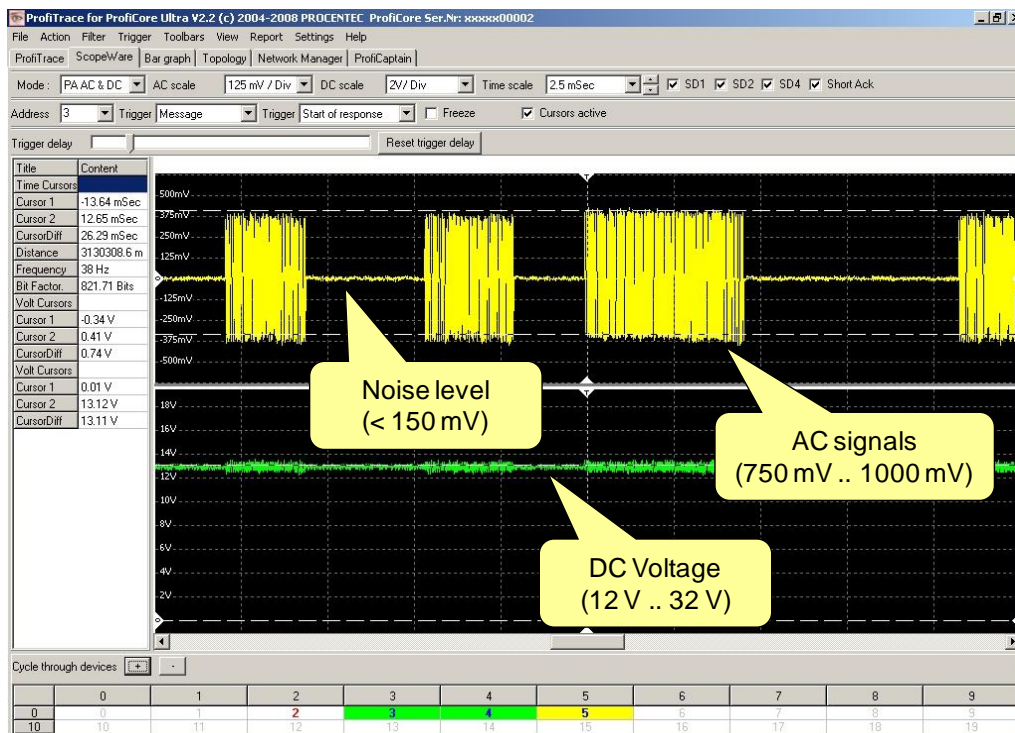 ProfiTrace for ProfiCore Ultra V2.2 (c) 2004-2008 PROCENTEC ProfiCore Ser.Nr: xxxxx00002
File Action Filter Trigger Toolbars View Report Settings Help
ProfiTrace ScopeWare Bar graph Topology Network Manager ProfiCaptain
Mode : PA AC & DC AC scale 125 mV / Div DC scale 2V/ Div Time scale 2.5 mSec SD1 SD2 SD4 Short Ack
Address 3 Trigger Message Trigger Start of response Freeze Cursors active
Trigger delay Reset trigger delay
Title Content
Time Cursors
Cursor 1 -13.64 mSec
Cursor 2 12.65 mSec
CursorDiff 26.29 mSec
Distance 3130308.6 m
Frequency 38 Hz
Bit Factor. 821.71 Bits
Volt Cursors
Cursor 1 -0.34 V
Cursor 2 0.41 V
CursorDiff 0.74 V
Volt Cursors
Cursor 1 0.01 V
Cursor 2 13.12 V
CursorDiff 13.11 V
T
500mV
375mV
250mV
125mV
0
-125mV
-250mV
-375mV
-500mV
Noise level
(< 150 mV)
AC signals
(750 mV .. 1000 mV)
T
18V
16V
14V
12V
10V
8V
6V
4V
2V
0
DC Voltage
(12 V .. 32 V)
Cycle through devices + -
0 1 2 3 4 5 6 7 8 9
0 0 1 2 3 4 5 6 7 8 9
10 10 11 12 13 14 15 16 17 18 19